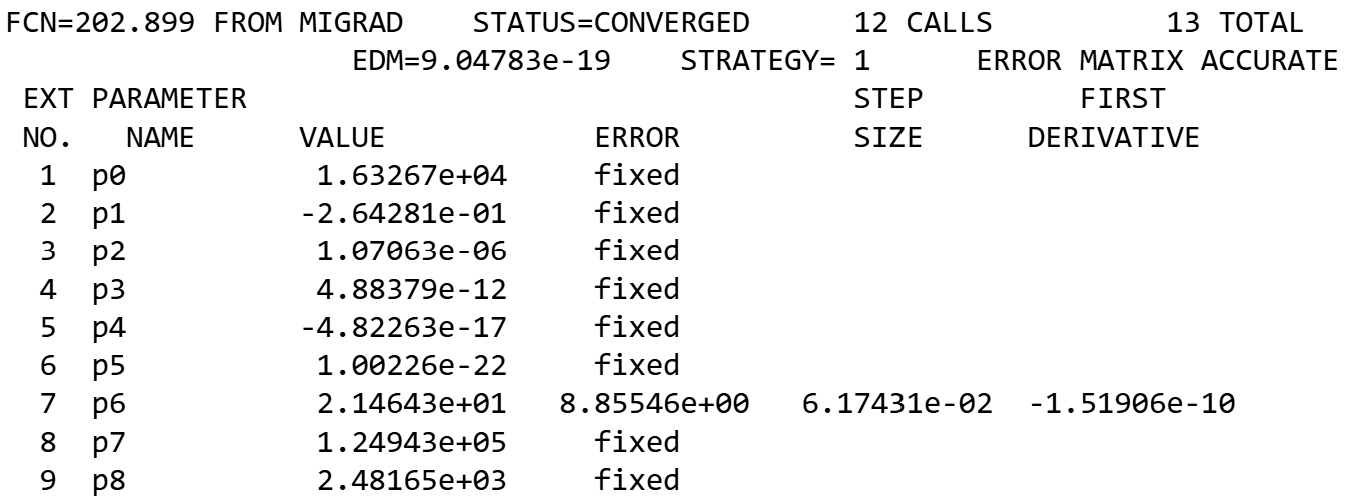 FCN=202.899 FROM MIGRAD    STATUS=CONVERGED      12 CALLS          13 TOTAL
                    EDM=9.04783e-19    STRATEGY= 1      ERROR MATRIX ACCURATE
 EXT PARAMETER                                   STEP         FIRST
 NO.   NAME      VALUE            ERROR          SIZE      DERIVATIVE
  1  p0           1.63267e+04     fixed
  2  p1          -2.64281e-01     fixed
  3  p2           1.07063e-06     fixed
  4  p3           4.88379e-12     fixed
  5  p4          -4.82263e-17     fixed
  6  p5           1.00226e-22     fixed
  7  p6           2.14643e+01   8.85546e+00   6.17431e-02  -1.51906e-10
  8  p7           1.24943e+05     fixed
  9  p8           2.48165e+03     fixed